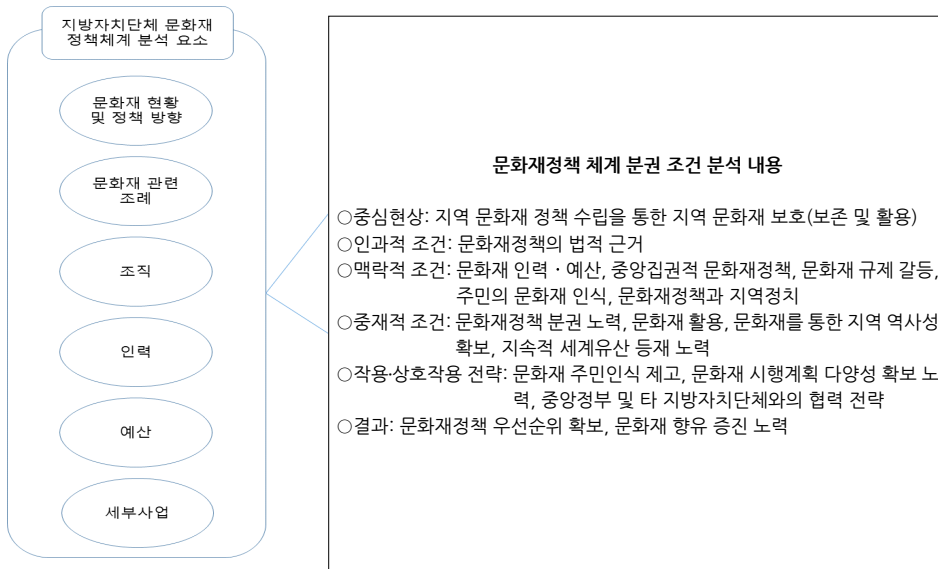 지방자치단체 문화재
정책체계 분석 요소
문화재 현황
및 정책 방향
문화재 관련
조례
조직
인력
예산
세부사업
문화재정책 체계 분권 조건 분석 내용
○중심현상: 지역 문화재 정책 수립을 통한 지역 문화재 보호(보존 및 활용)
○인과적 조건: 문화재정책의 법적 근거
○맥락적 조건: 문화재 인력・예산, 중앙집권적 문화재정책, 문화재 규제 갈등,
주민의 문화재 인식, 문화재정책과 지역정치
○중재적 조건: 문화재정책 분권 노력, 문화재 활용, 문화재를 통한 지역 역사성
확보, 지속적 세계유산 등재 노력
○작용·상호작용 전략: 문화재 주민인식 제고, 문화재 시행계획 다양성 확보 노
력, 중앙정부 및 타 지방자치단체와의 협력 전략
○결과: 문화재정책 우선순위 확보, 문화재 향유 증진 노력